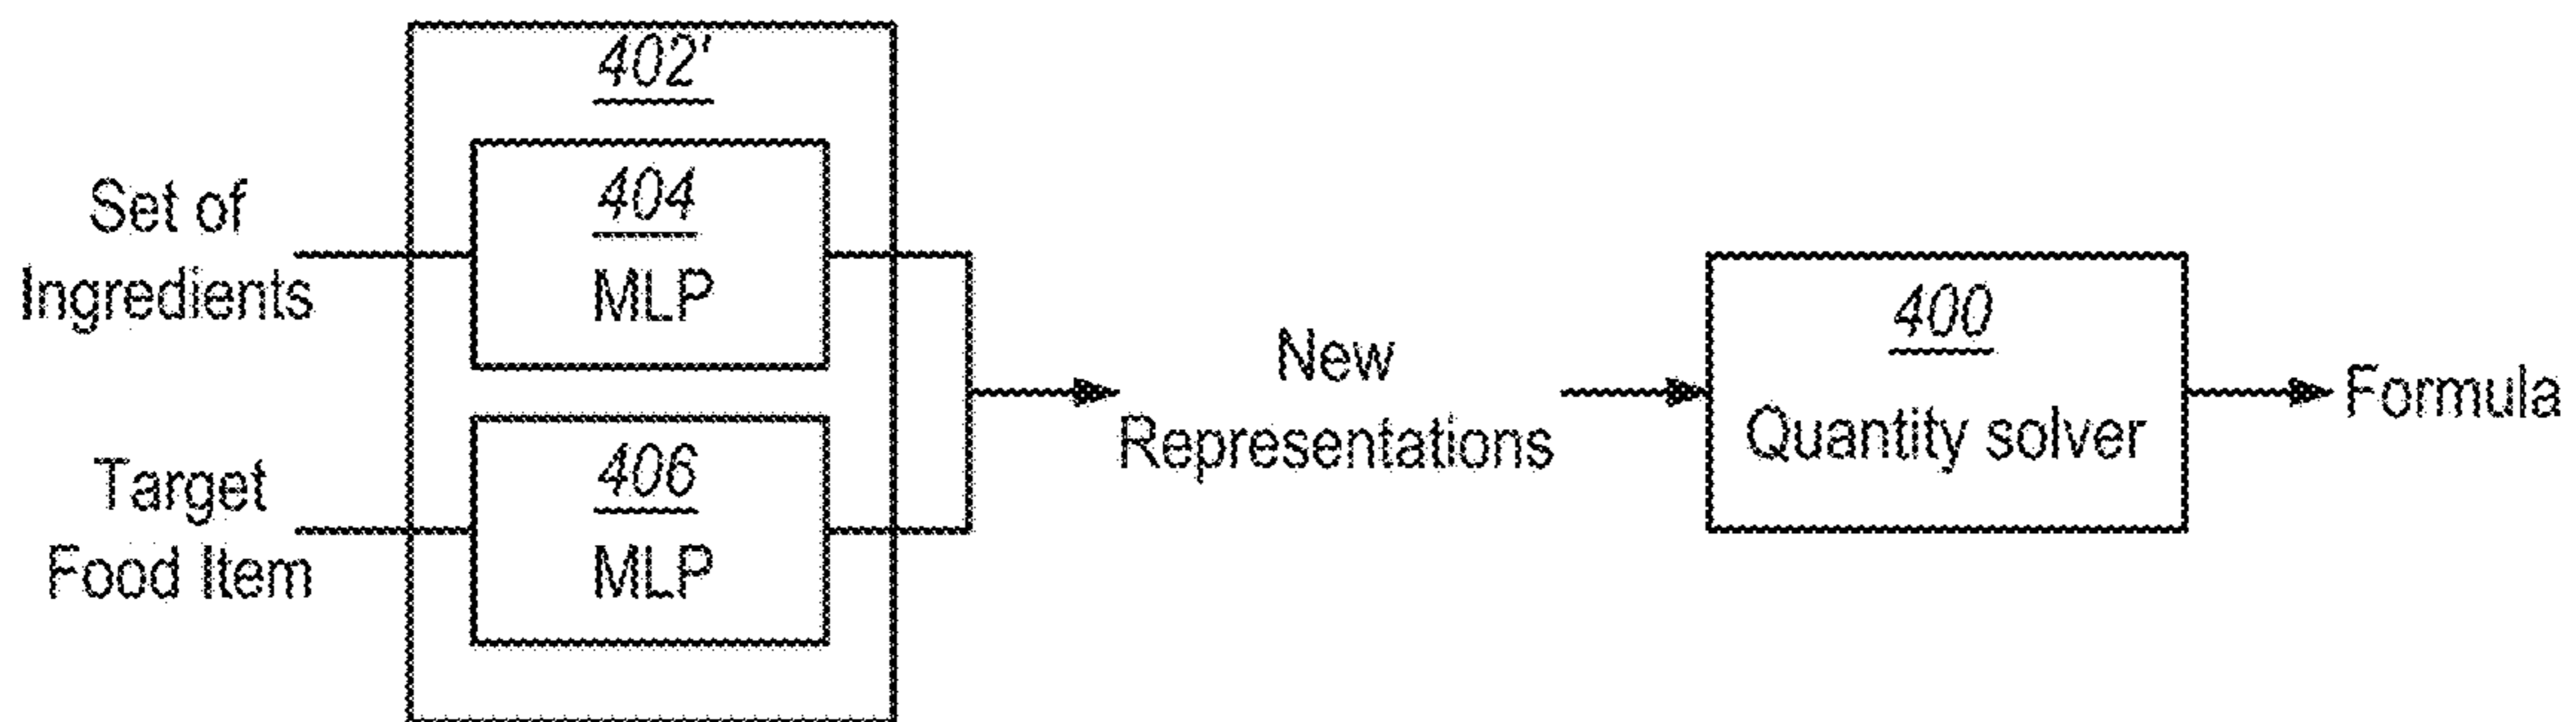 402'
Set of
Ingredients
404
MLP
Target
Food Item
406
MLP
New
Representations
400
Quantity solver
Formula